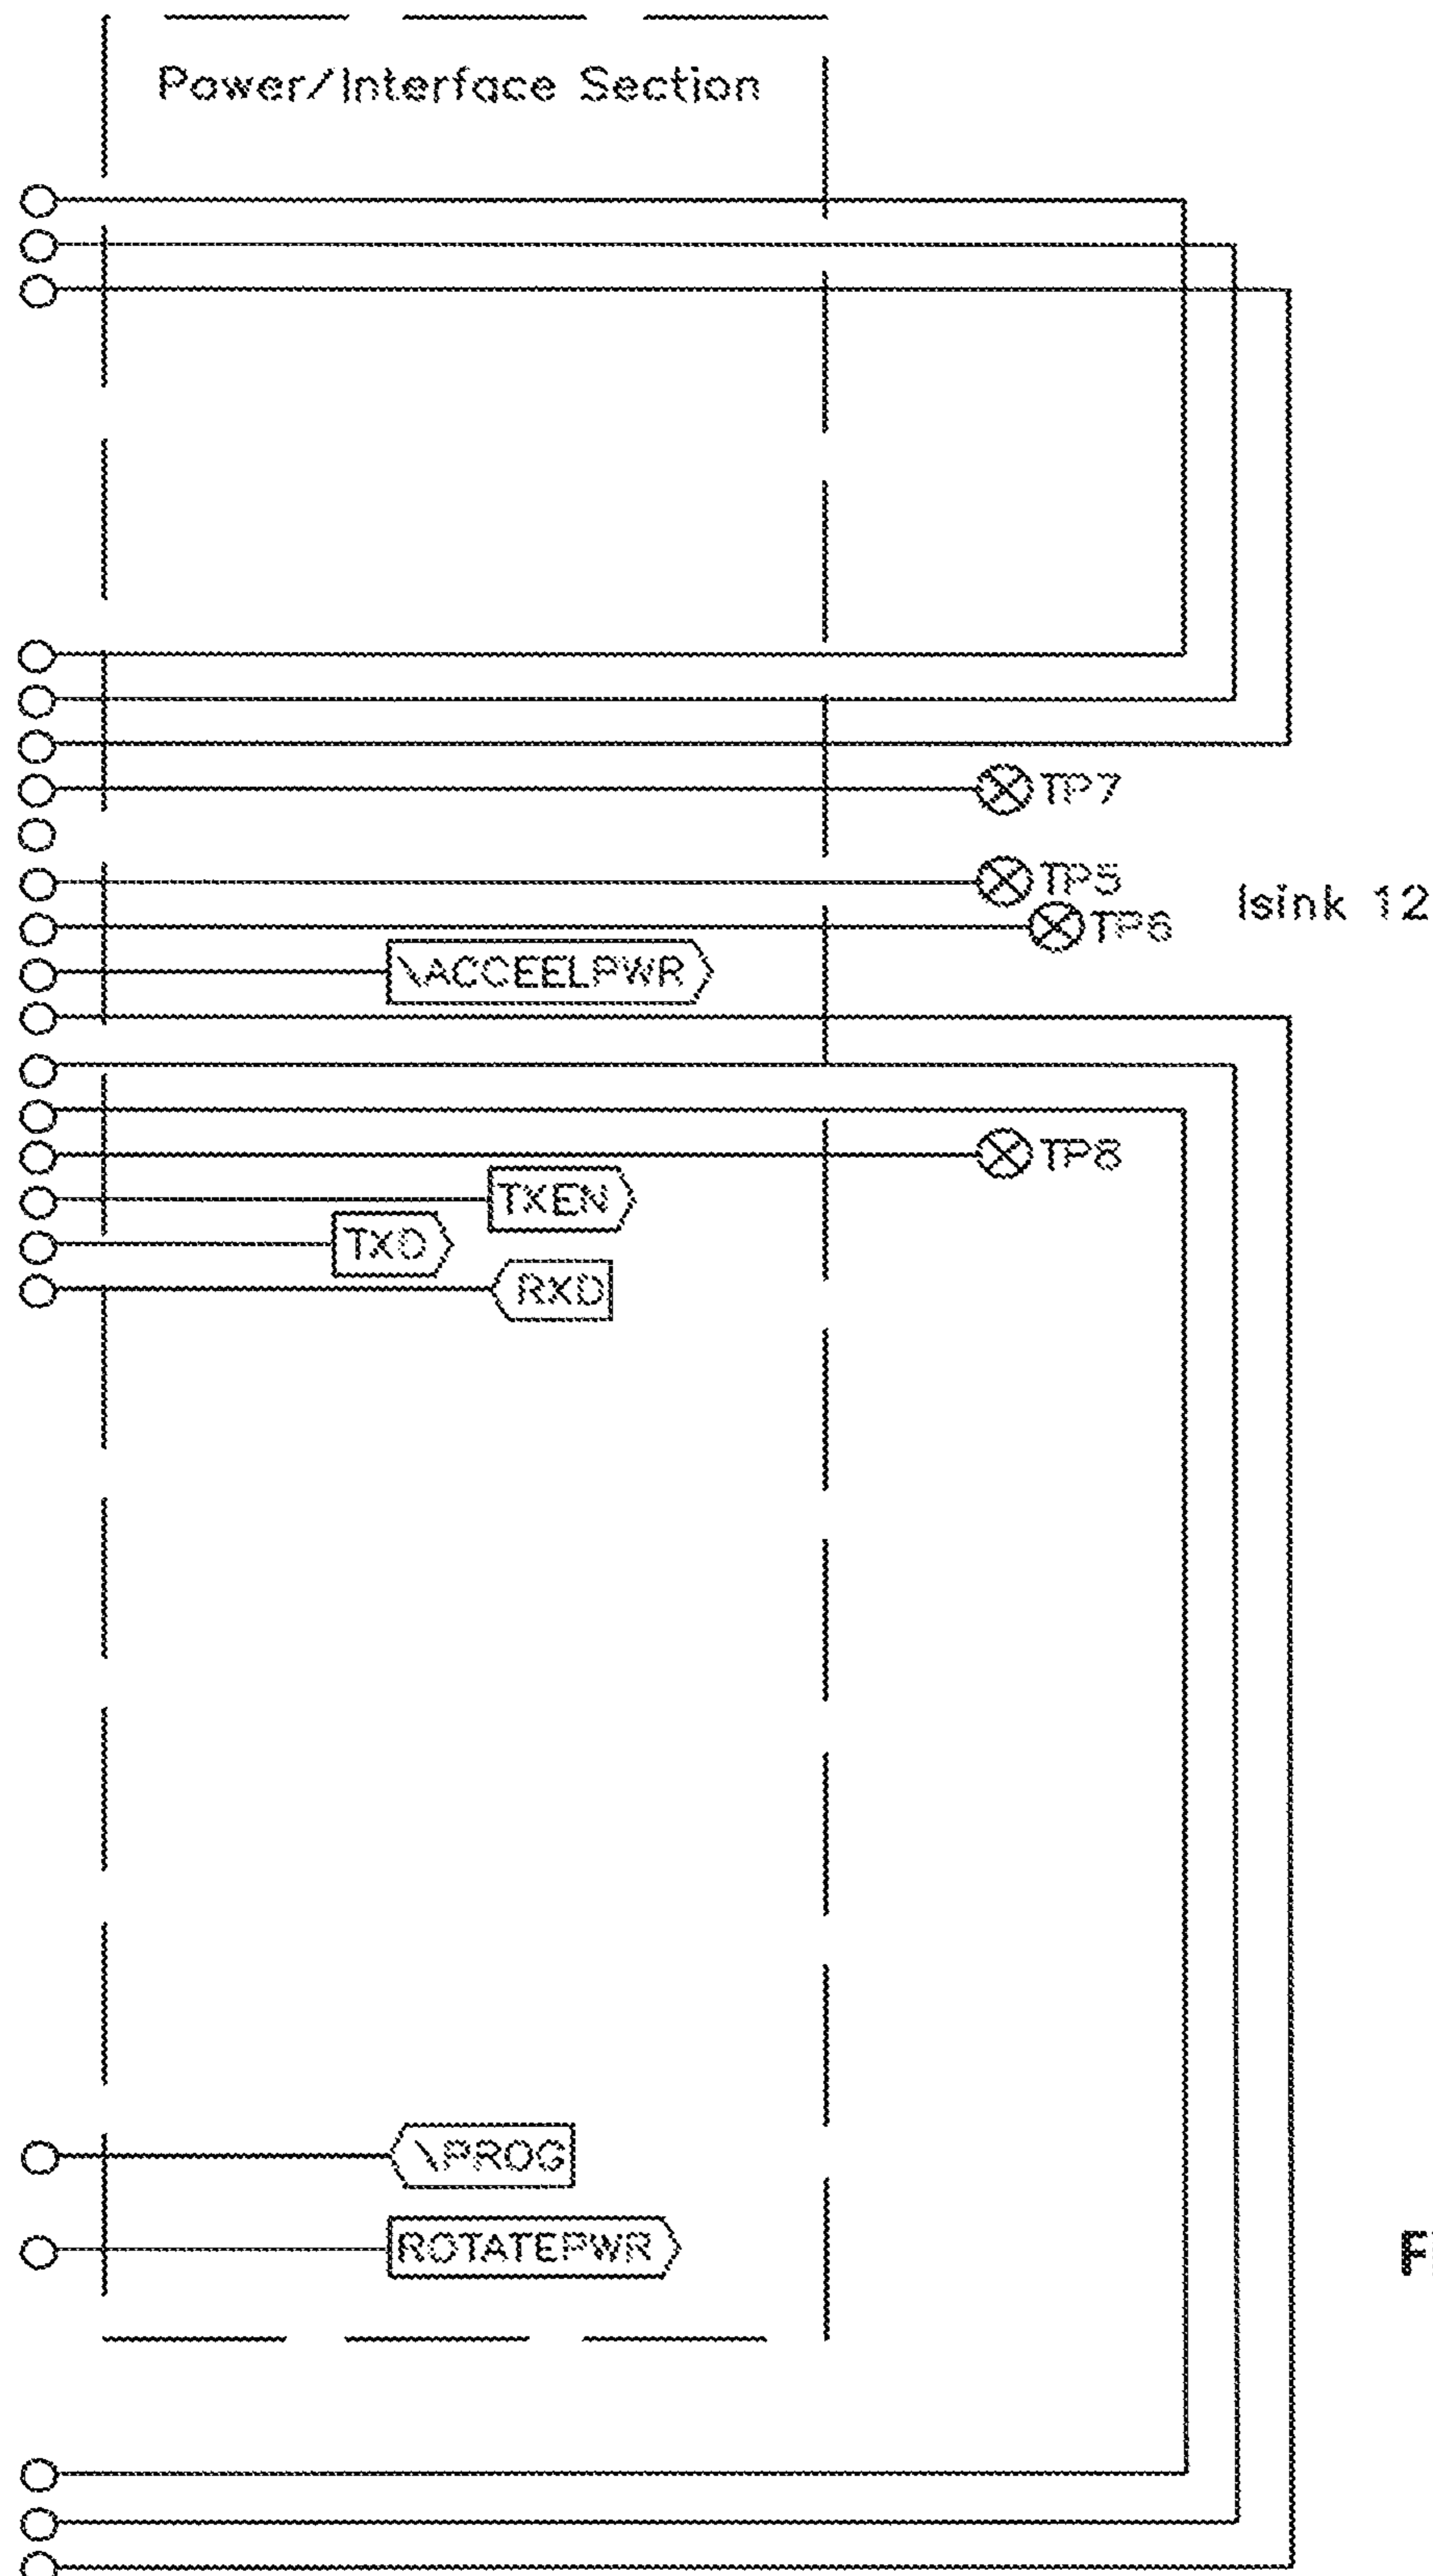 Power/Interface Section
TP7
TP5
Isink 12
TP6
\ACCEELPWR
TP8
TXEN
TXD
RXD
\PROG
ROTATEPWR